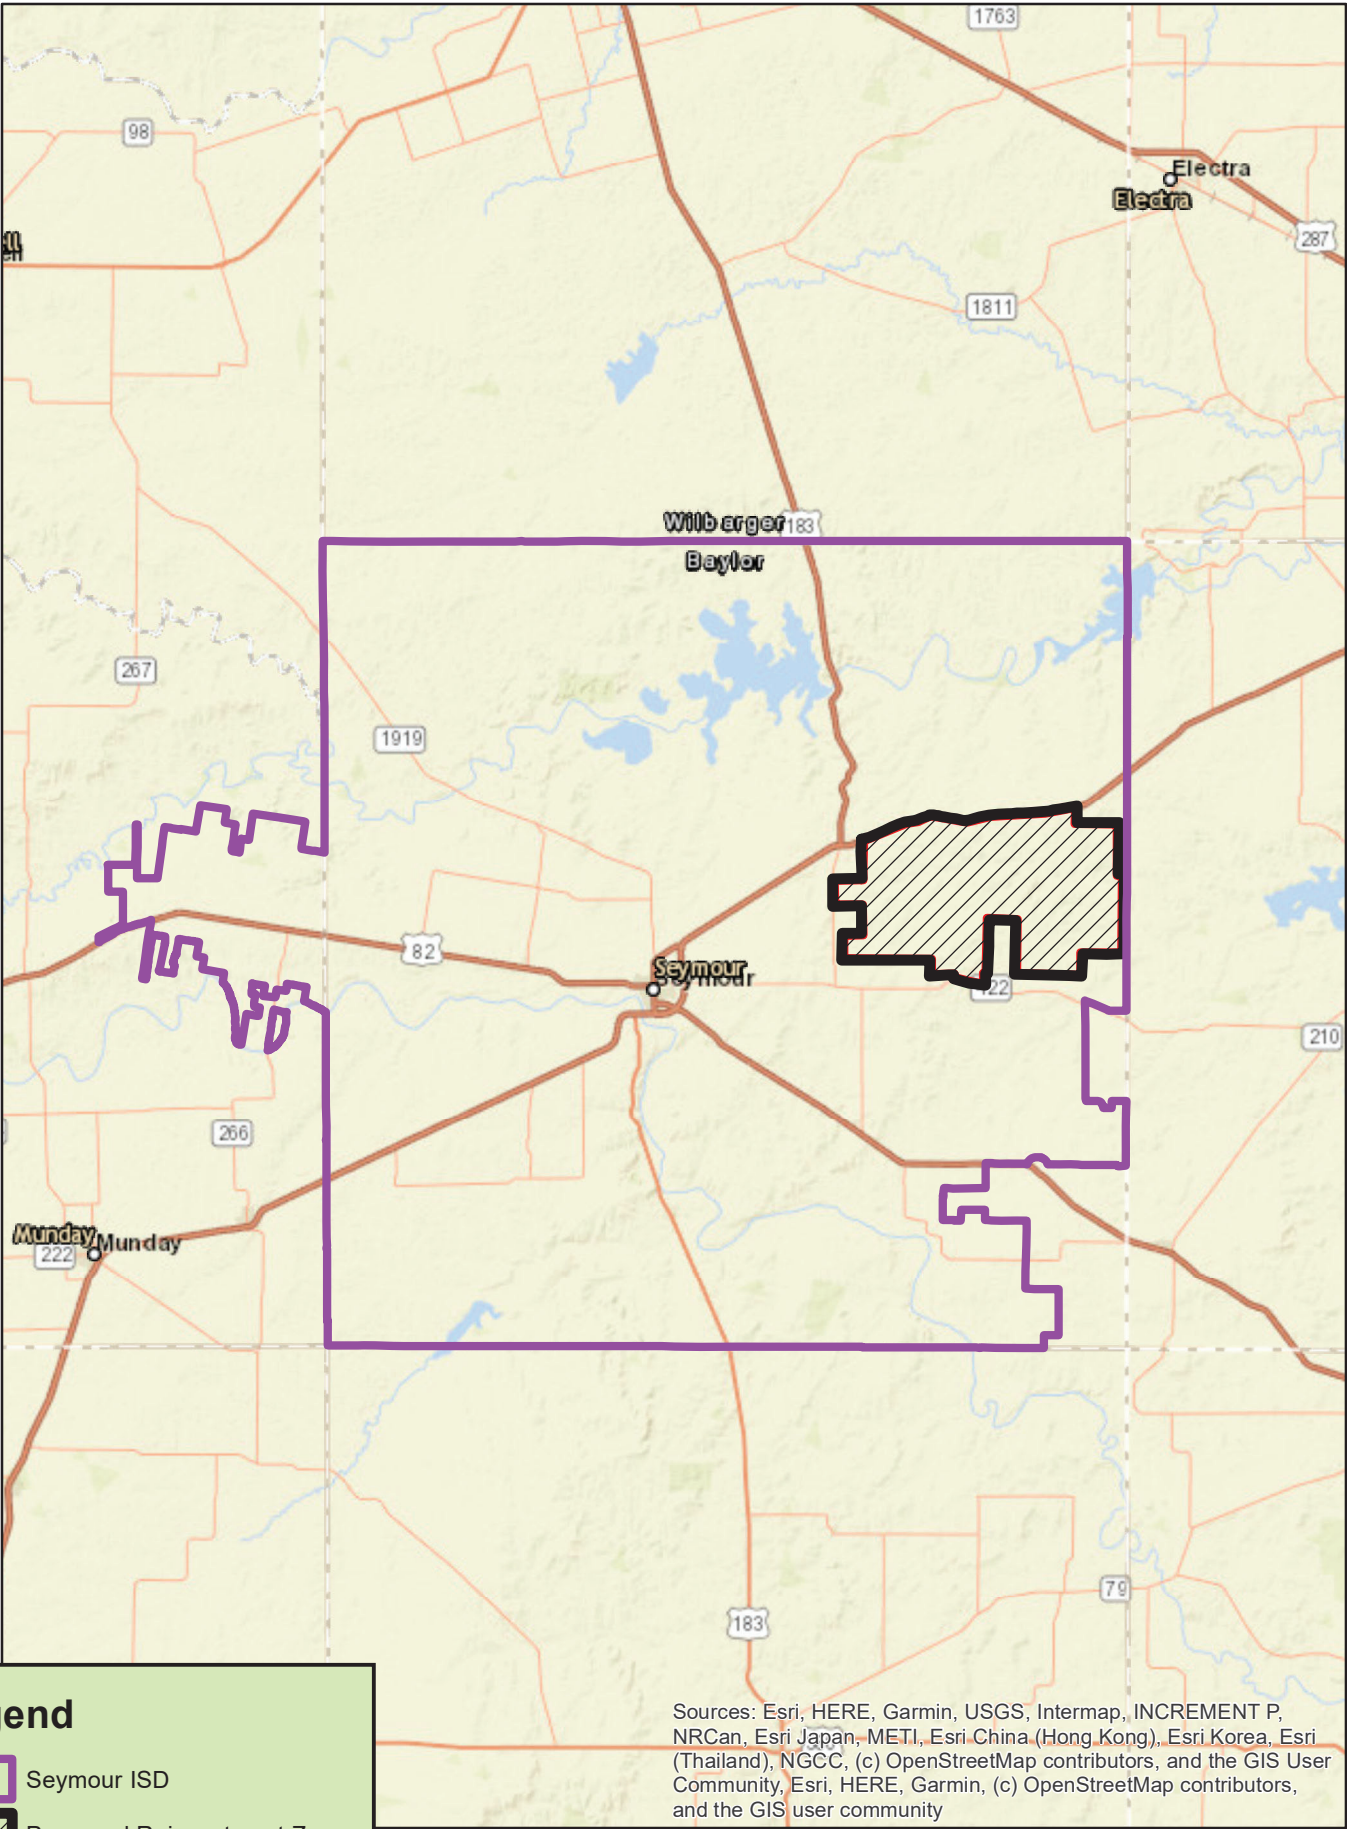 1763
98
Electra
Electra
287
1811
Wilbarger
183
Baylor
267
1919
82
Seymour
Seymour
122
210
266
Munday
Munday
222
79
183
Sources: Esri, HERE, Garmin, USGS, Intermap, INCREMENT P,
NRCan, Esri Japan, METI, Esri China (Hong Kong), Esri Korea, Esri
(Thailand), NGCC, (c) OpenStreetMap contributors, and the GIS User
Community, Esri, HERE, Garmin, (c) OpenStreetMap contributors,
and the GIS user community
gend
Seymour ISD